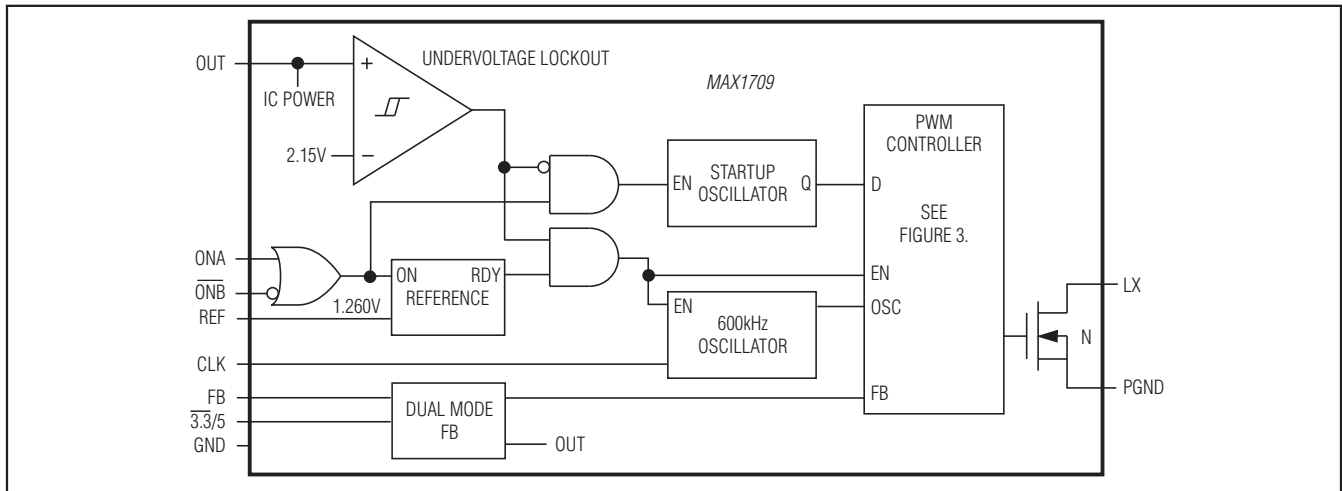 OUT
IC POWER
+
2.15V
−
UNDERVOLTAGE LOCKOUT
MAX1709
EN
STARTUP
OSCILLATOR
Q
PWM
CONTROLLER
D
SEE
FIGURE 3.
EN
OSC
FB
ONA
ONB
REF
1.260V
ON
RDY
REFERENCE
EN
600kHz
OSCILLATOR
CLK
FB
3.3/5
GND
DUAL MODE
FB
OUT
LX
N
PGND